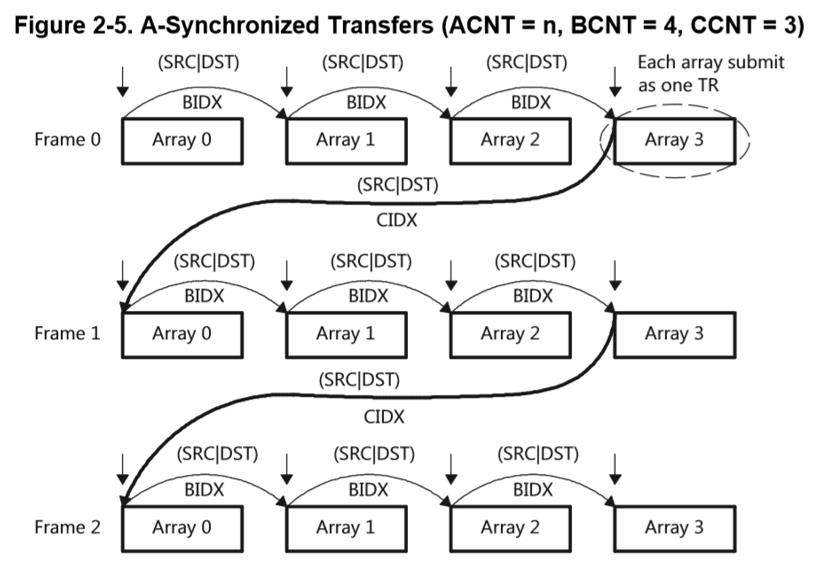 Figure 2-5. A-Synchronized Transfers (ACNT = n, BCNT = 4, CCNT = 3)
(SRC|DST) (SRC|DST) (SRC|DST) Each array submit
as one TR
BIDX BIDX BIDX
Frame 0 Array 0 Array 1 Array 2 Array 3
(SRC|DST)
CIDX
(SRC|DST) (SRC|DST) (SRC|DST)
BIDX BIDX BIDX
Frame 1 Array 0 Array 1 Array 2 Array 3
(SRC|DST)
CIDX
(SRC|DST) (SRC|DST) (SRC|DST)
BIDX BIDX BIDX
Frame 2 Array 0 Array 1 Array 2 Array 3